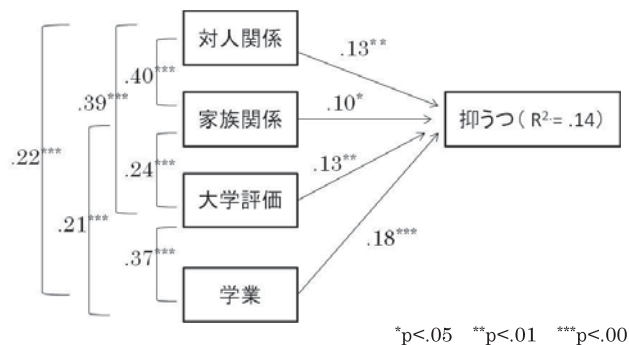 対人関係
.13**
.40***
.39***
家族関係
.10*
抑うつ( R²·= .14)
.22***
.24***
.13**
大学評価
.21***
.37***
.18***
学業
*p<.05 **p<.01 ***p<.00